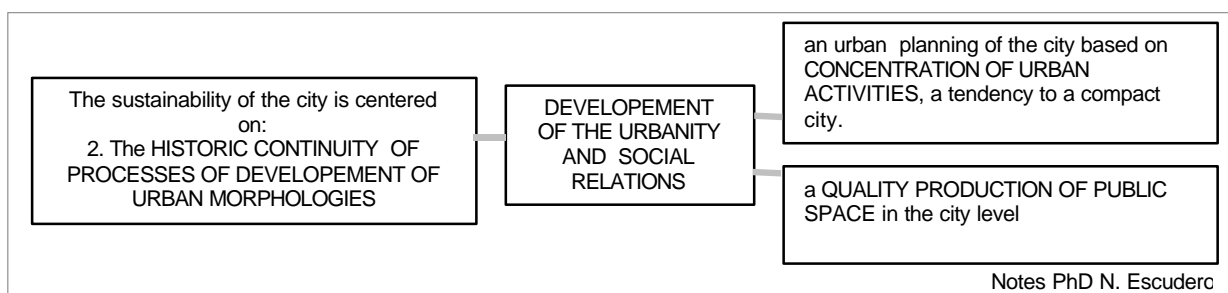 The sustainability of the city is centered
on:
2. The HISTORIC CONTINUITY OF
PROCESSES OF DEVELOPEMENT OF
URBAN MORPHOLOGIES
DEVELOPEMENT
OF THE URBANITY
AND SOCIAL
RELATIONS
an urban planning of the city based on
CONCENTRATION OF URBAN
ACTIVITIES, a tendency to a compact
city.
a QUALITY PRODUCTION OF PUBLIC
SPACE in the city level
Notes PhD N. Escudero